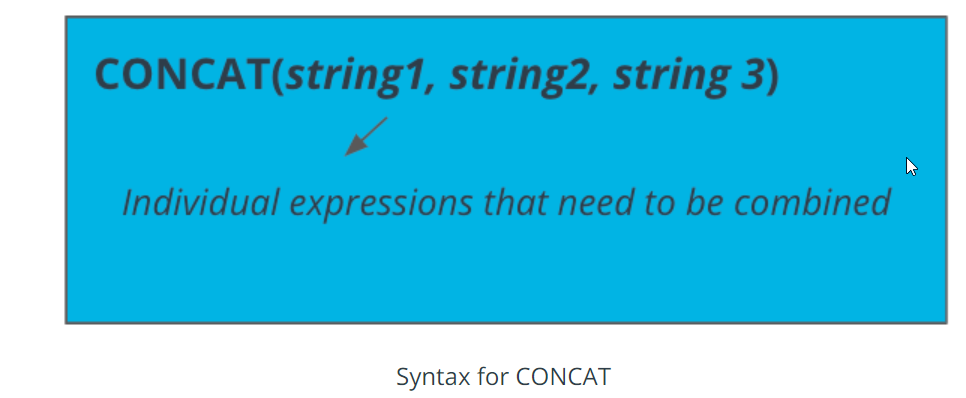 CONCAT(string1, string2, string 3)
Individual expressions that need to be combined
Syntax for CONCAT